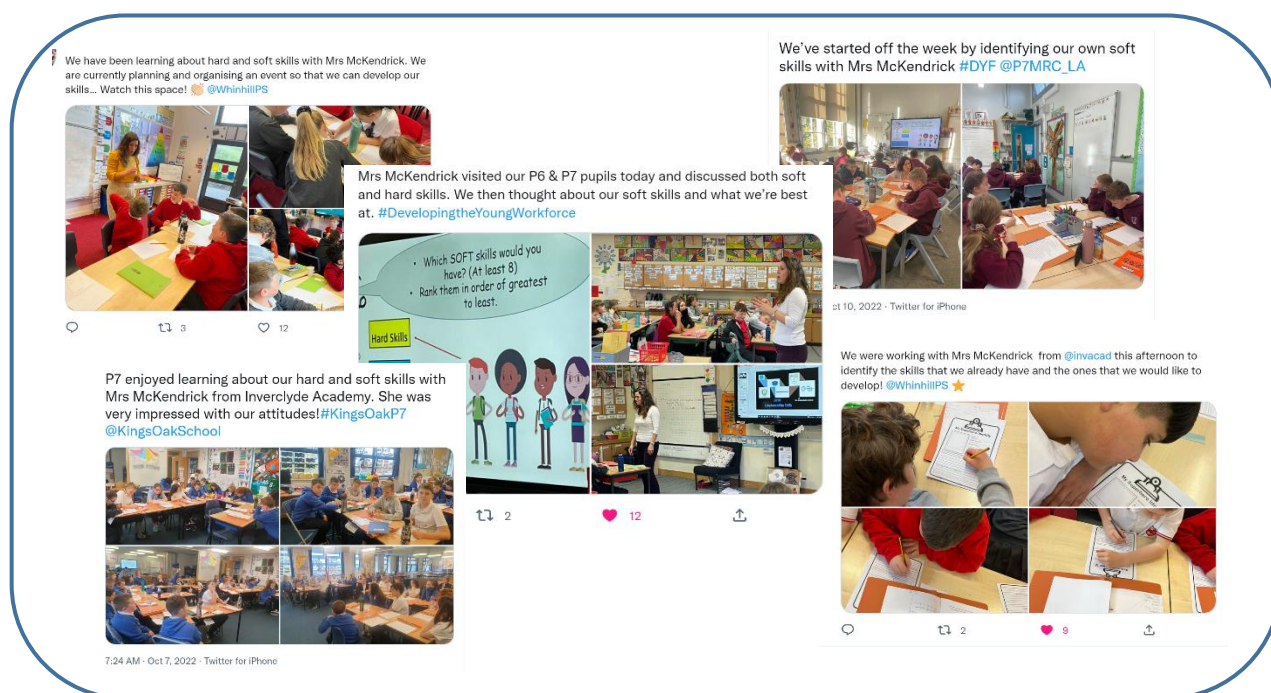 We have been learning about hard and soft skills with Mrs McKendrick. We
are currently planning and organising an event so that we can develop our
skills... Watch this space! 👏🏻 @WhinhillPS
3
12
We've started off the week by identifying our own soft
skills with Mrs McKendrick #DYF @P7MRC_LA
ct 10, 2022 · Twitter for iPhone
Mrs McKendrick visited our P6 & P7 pupils today and discussed both soft
and hard skills. We then thought about our soft skills and what we're best
at. #DevelopingtheYoungWorkforce
• Which SOFT skills would you
have? (At least 8)
• Rank them in order of greatest
to least.
Hard Skills
2
12
P7 enjoyed learning about our hard and soft skills with
Mrs McKendrick from Inverclyde Academy. She was
very impressed with our attitudes!#KingsOakP7
@KingsOakSchool
7:24 AM · Oct 7, 2022 · Twitter for iPhone
We were working with Mrs McKendrick from @invacad this afternoon to
identify the skills that we already have and the ones that we would like to
develop! @WhinhillPS ⭐
2
9